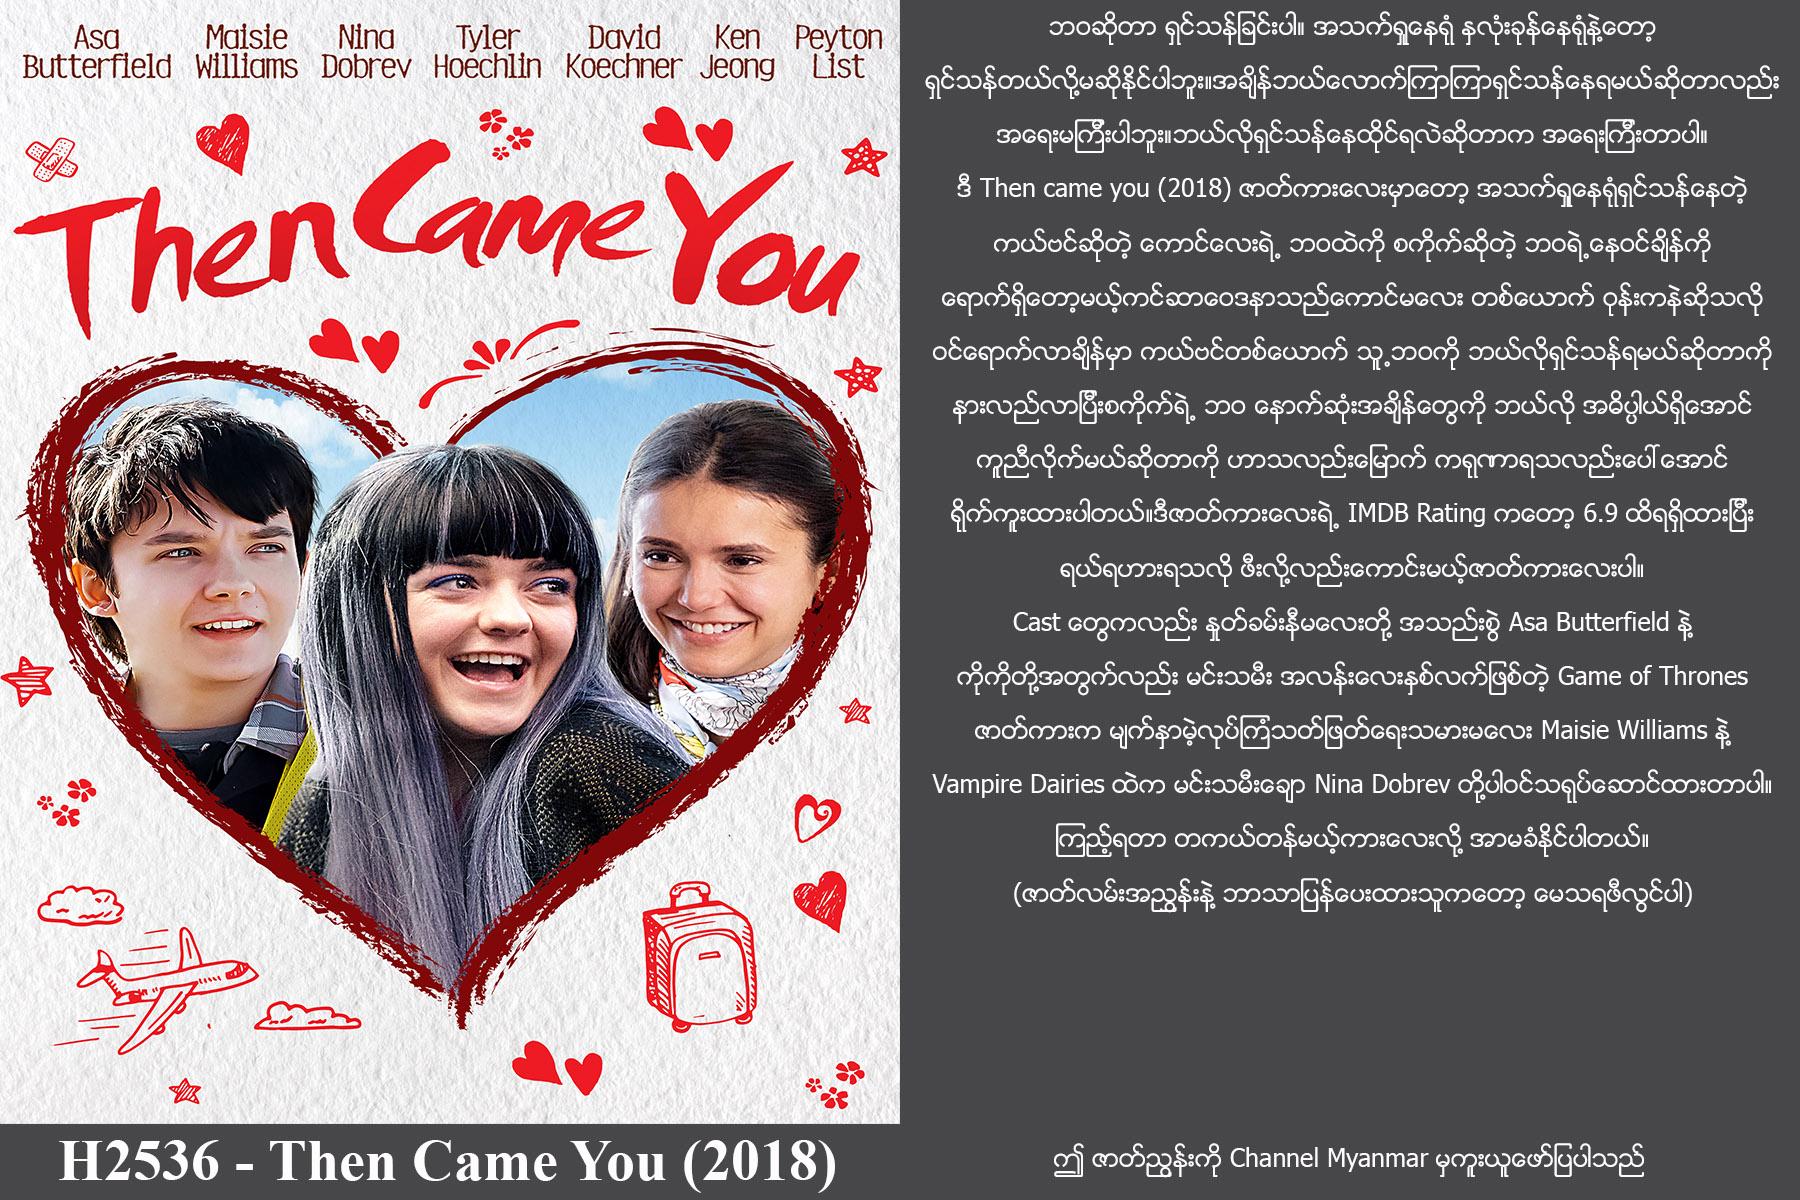 Asa Butterfield
Maisie Williams
Nina Dobrev
Tyler Hoechlin
David Koechner
Ken Jeong
Peyton List
Then Came You
H2536 - Then Came You (2018)
ဘဝဆိုတာ ရှင်သန်ခြင်းပါ။ အသက်ရှူနေရုံ နှလုံးခုန်နေရုံနဲ့တော့
ရှင်သန်တယ်လို့မဆိုနိုင်ပါဘူး။အချိန်ဘယ်လောက်ကြာကြာရှင်သန်နေရမယ်ဆိုတာလည်း
အရေးမကြီးပါဘူး။ဘယ်လိုရှင်သန်နေထိုင်ရလဲဆိုတာက အရေးကြီးတာပါ။
ဒီ Then came you (2018) ဇာတ်ကားလေးမှာတော့ အသက်ရှူနေရုံရှင်သန်နေတဲ့
ကယ်ဗင်ဆိုတဲ့ ကောင်လေးရဲ့ ဘဝထဲကို စကိုက်ဆိုတဲ့ ဘဝရဲ့နေဝင်ချိန်ကို
ရောက်ရှိတော့မယ့်ကင်ဆာဝေဒနာသည်ကောင်မလေး တစ်ယောက် ဝုန်းကနဲဆိုသလို
ဝင်ရောက်လာချိန်မှာ ကယ်ဗင်တစ်ယောက် သူ့ဘဝကို ဘယ်လိုရှင်သန်ရမယ်ဆိုတာကို
နားလည်လာပြီးစကိုက်ရဲ့ ဘဝ နောက်ဆုံးအချိန်တွေကို ဘယ်လို အဓိပ္ပါယ်ရှိအောင်
ကူညီလိုက်မယ်ဆိုတာကို ဟာသလည်းမြောက် ကရုဏာရသလည်းပေါ်အောင်
ရိုက်ကူးထားပါတယ်။ဒီဇာတ်ကားလေးရဲ့ IMDB Rating ကတော့ 6.9 ထိရရှိထားပြီး
ရယ်ရဟားရသလို ဖီးလို့လည်းကောင်းမယ့်ဇာတ်ကားလေးပါ။
Cast တွေကလည်း နှုတ်ခမ်းနီမလေးတို့ အသည်းစွဲ Asa Butterfield နဲ့
ကိုကိုတို့အတွက်လည်း မင်းသမီး အလန်းလေးနှစ်လက်ဖြစ်တဲ့ Game of Thrones
ဇာတ်ကားက မျက်နှာမဲ့လုပ်ကြံသတ်ဖြတ်ရေးသမားမလေး Maisie Williams နဲ့
Vampire Dairies ထဲက မင်းသမီးချော Nina Dobrev တို့ပါဝင်သရုပ်ဆောင်ထားတာပါ။
ကြည့်ရတာ တကယ်တန်မယ့်ကားလေးလို့ အာမခံနိုင်ပါတယ်။
(ဇာတ်လမ်းအညွှန်းနဲ့ ဘာသာပြန်ပေးထားသူကတော့ မေသရဖီလွင်ပါ)
ဤ ဇာတ်ညွှန်းကို Channel Myanmar မှကူးယူဖော်ပြပါသည်